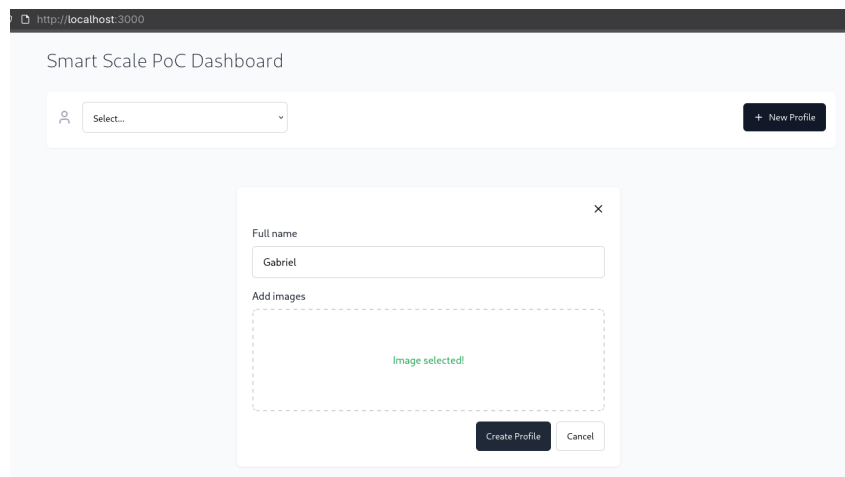 http://localhost:3000
Smart Scale PoC Dashboard
Select...
+ New Profile
Full name
Gabriel
Add images
Image selected!
Create Profile
Cancel